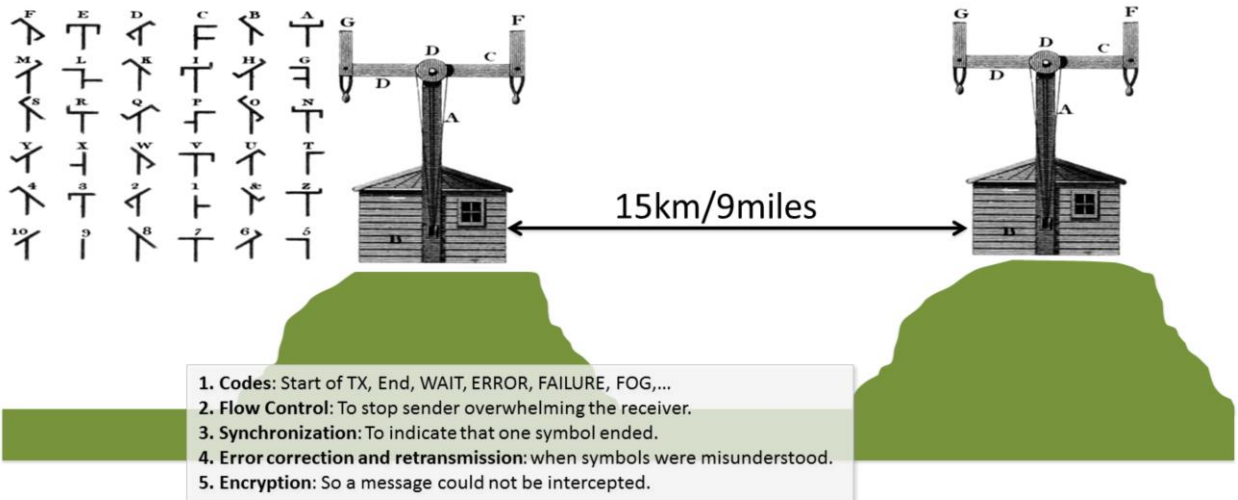 F E D C B A
M L K I H G
S R Q P O N
Y X W V U T
4 3 2 1 & Z
10 9 8 7 6 5
G F
D
C
D
A
B
G F
D
C
D
A
B
15km/9miles
1. Codes: Start of TX, End, WAIT, ERROR, FAILURE, FOG,...
2. Flow Control: To stop sender overwhelming the receiver.
3. Synchronization: To indicate that one symbol ended.
4. Error correction and retransmission: when symbols were misunderstood.
5. Encryption: So a message could not be intercepted.